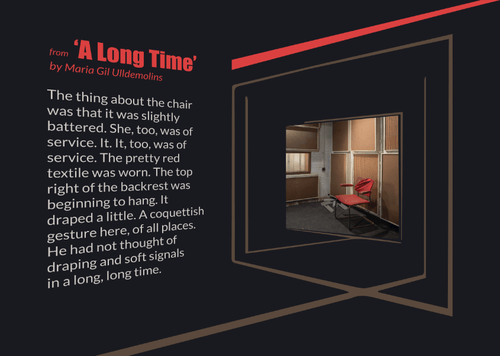 from 'A Long Time'
by Maria Gil Ulldemolins
The thing about the chair
was that it was slightly
battered. She, too, was of
service. It. It, too, was of
service. The pretty red
textile was worn. The top
right of the backrest was
beginning to hang. It
draped a little. A coquettish
gesture here, of all places.
He had not thought of
draping and soft signals
in a long, long time.